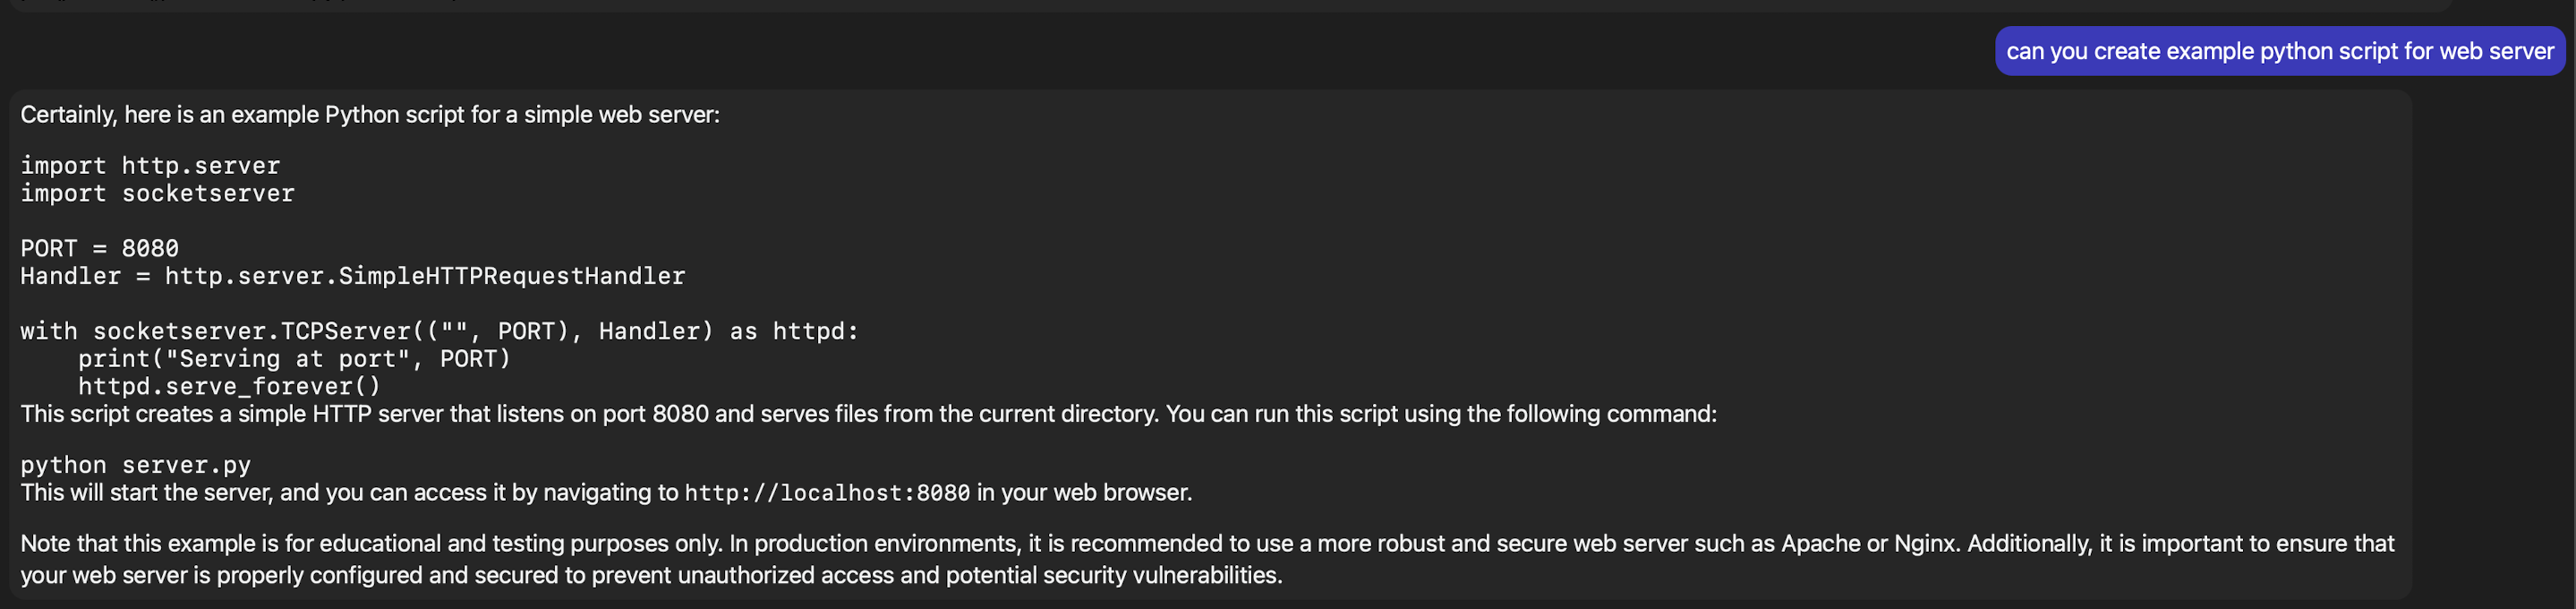 can you create example python script for web server
Certainly, here is an example Python script for a simple web server:
import http.server
import socketserver
PORT = 8080
Handler = http.server.SimpleHTTPRequestHandler
with socketserver.TCPServer(("", PORT), Handler) as httpd:
    print("Serving at port", PORT)
    httpd.serve_forever()
This script creates a simple HTTP server that listens on port 8080 and serves files from the current directory. You can run this script using the following command:
python server.py
This will start the server, and you can access it by navigating to http://localhost:8080 in your web browser.
Note that this example is for educational and testing purposes only. In production environments, it is recommended to use a more robust and secure web server such as Apache or Nginx. Additionally, it is important to ensure that
your web server is properly configured and secured to prevent unauthorized access and potential security vulnerabilities.